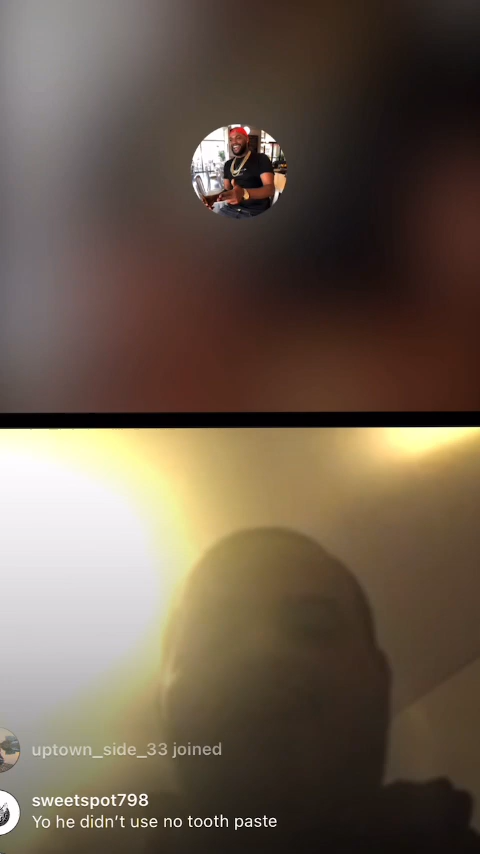 uptown_side_33 joined
sweetspot798
Yo he didn’t use no tooth paste